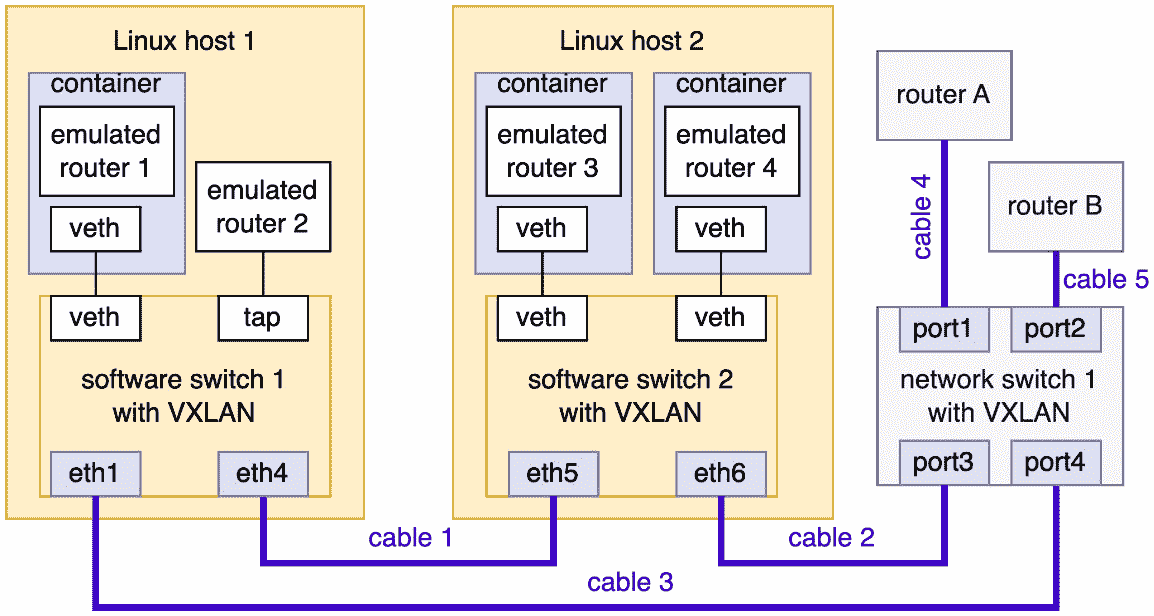 Linux host 1
container
emulated
router 1
veth
emulated
router 2
veth
tap
software switch 1
with VXLAN
eth1
eth4
Linux host 2
container
emulated
router 3
veth
container
emulated
router 4
veth
veth
veth
software switch 2
with VXLAN
eth5
eth6
router A
cable 4
router B
cable 5
port1
port2
network switch 1
with VXLAN
port3
port4
cable 1
cable 2
cable 3